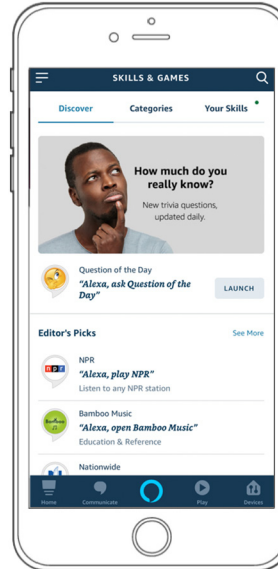 SKILLS & GAMES
Discover Categories Your Skills
How much do you
really know?
New trivia questions,
updated daily.
Question of the Day
"Alexa, ask Question of the
Day"
LAUNCH
Editor's Picks See More
npr
NPR
"Alexa, play NPR"
Listen to any NPR station
Bamboo
Bamboo Music
"Alexa, open Bamboo Music"
Education & Reference
Nationwide
Home Communicate Play Devices